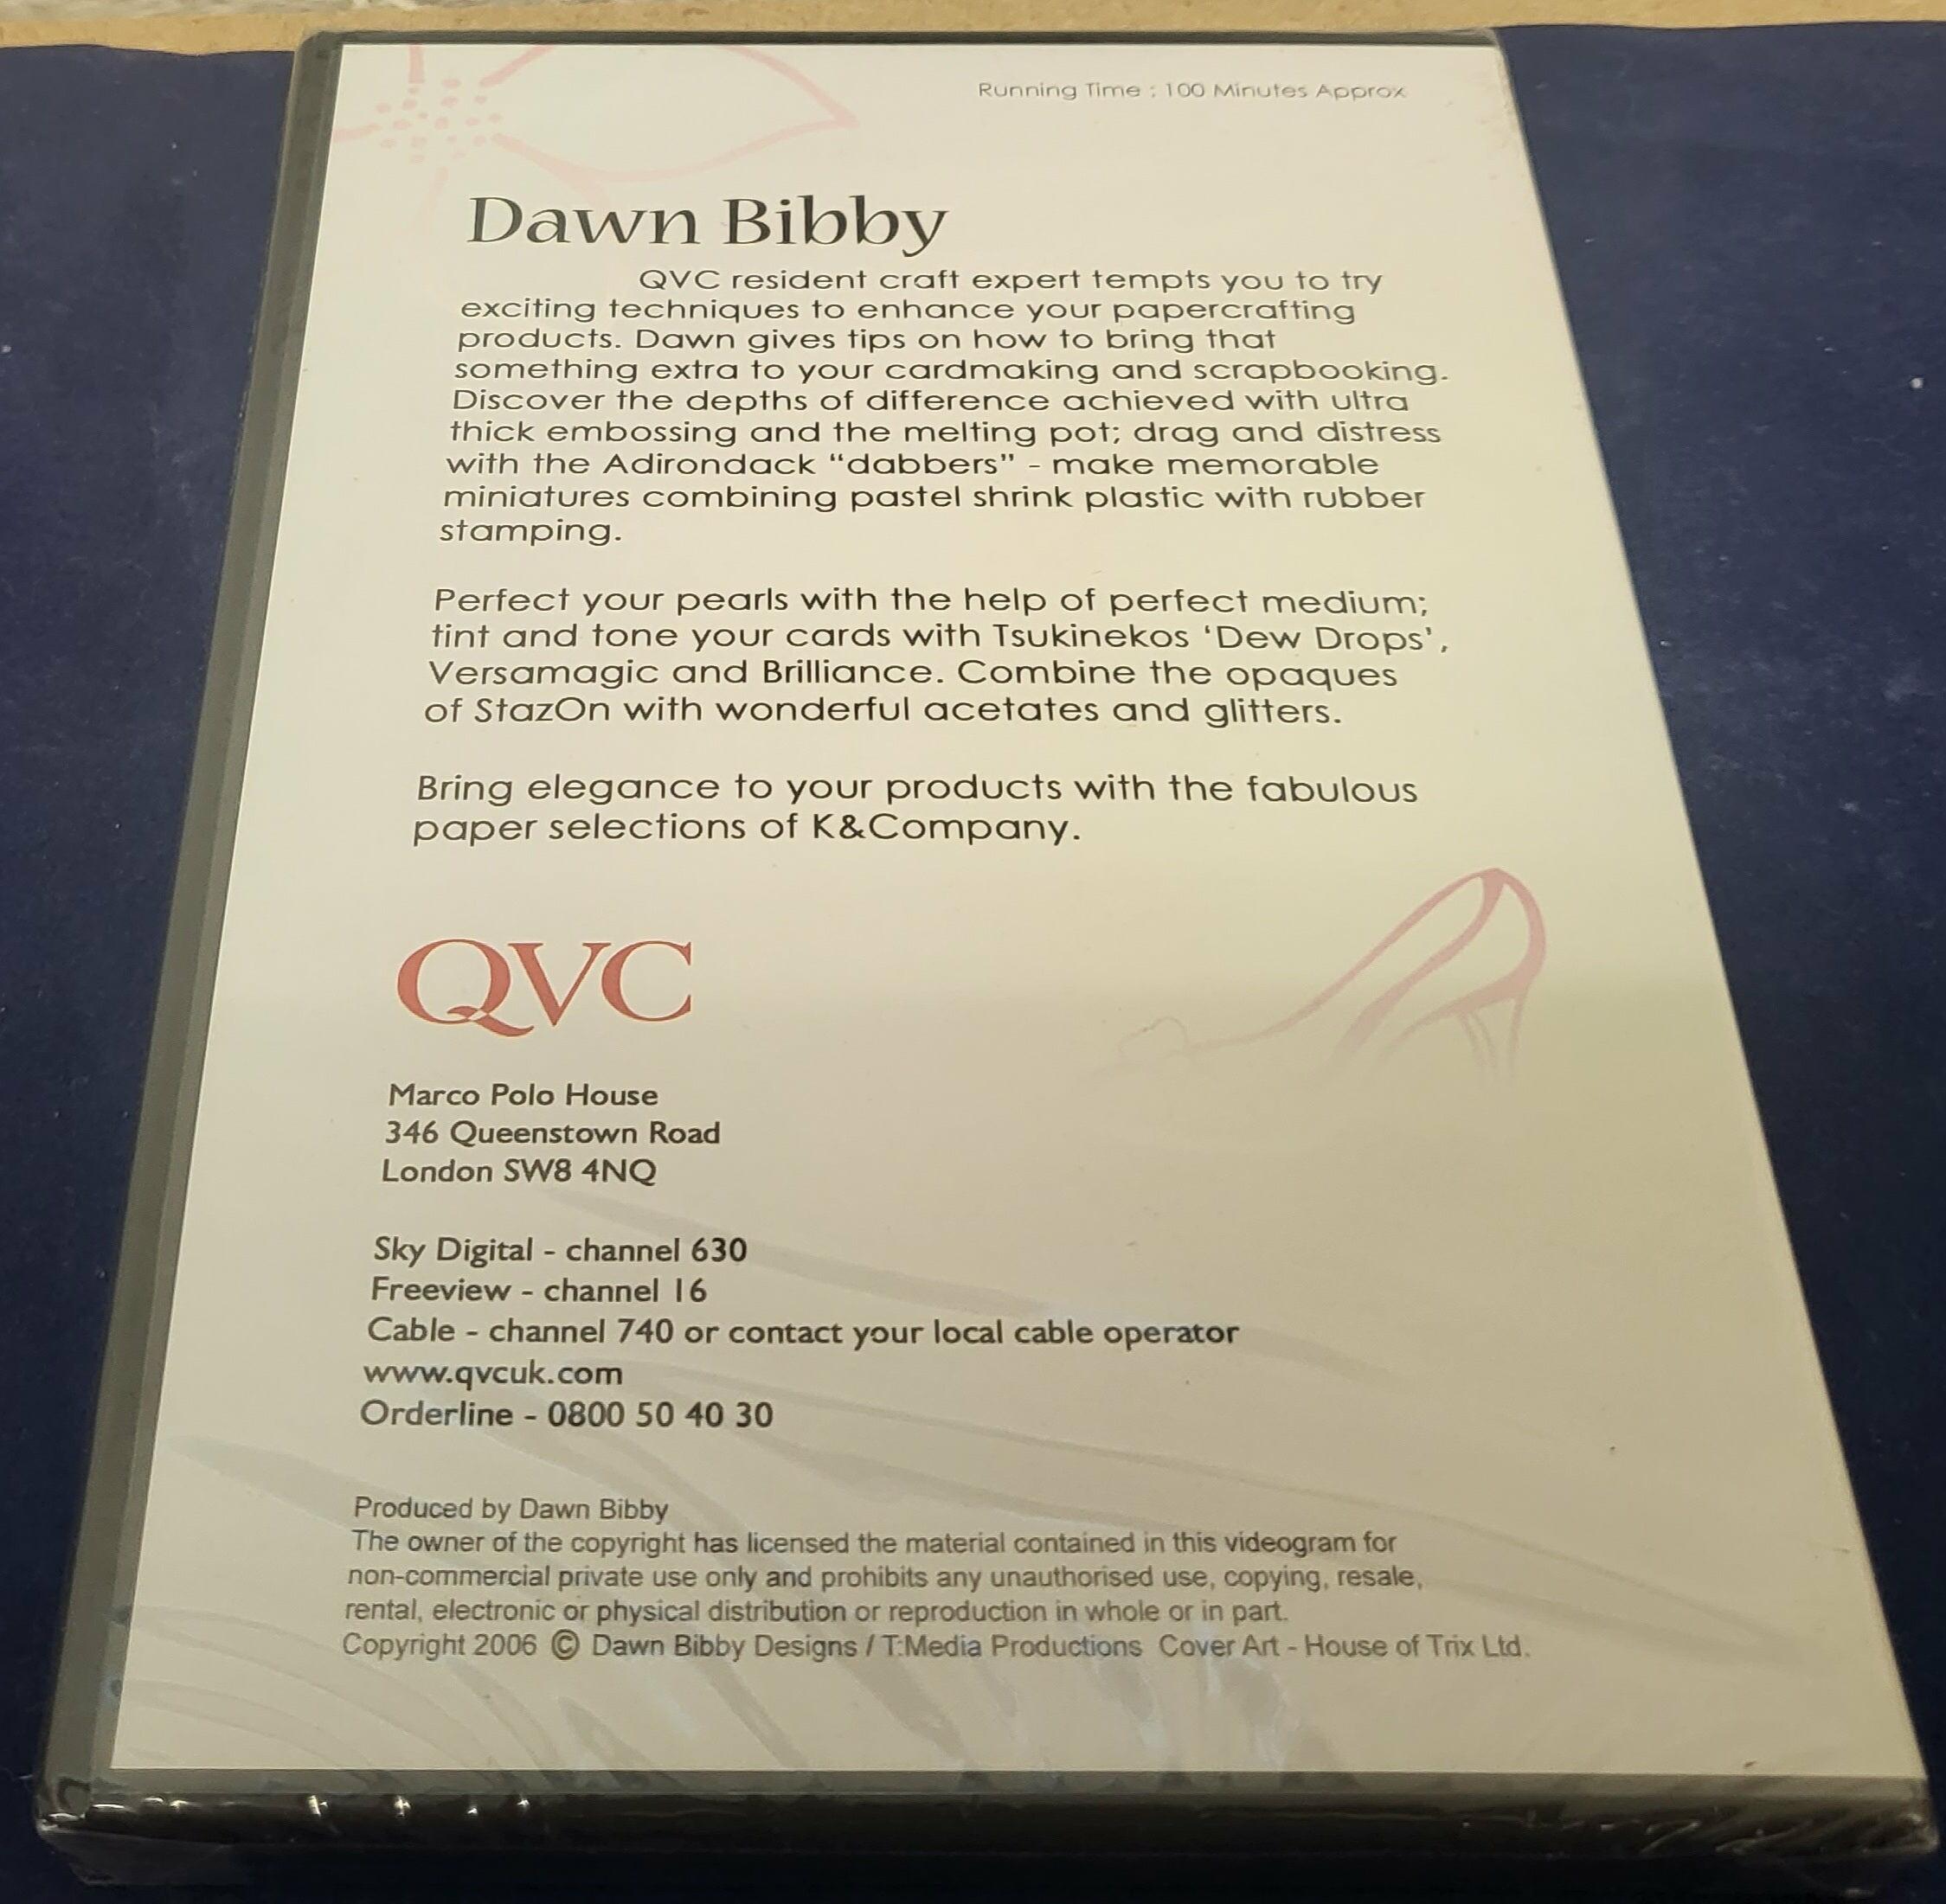 Running Time : 100 Minutes Approx
Dawn Bibby
QVC resident craft expert tempts you to try
exciting techniques to enhance your papercrafting
products. Dawn gives tips on how to bring that
something extra to your cardmaking and scrapbooking.
Discover the depths of difference achieved with ultra
thick embossing and the melting pot; drag and distress
with the Adirondack “dabbers” - make memorable
miniatures combining pastel shrink plastic with rubber
stamping.
Perfect your pearls with the help of perfect medium;
tint and tone your cards with Tsukinekos ‘Dew Drops’,
Versamagic and Brilliance. Combine the opaques
of StazOn with wonderful acetates and glitters.
Bring elegance to your products with the fabulous
paper selections of K&Company.
QVC
Marco Polo House
346 Queenstown Road
London SW8 4NQ
Sky Digital - channel 630
Freeview - channel 16
Cable - channel 740 or contact your local cable operator
www.qvcuk.com
Orderline - 0800 50 40 30
Produced by Dawn Bibby
The owner of the copyright has licensed the material contained in this videogram for
non-commercial private use only and prohibits any unauthorised use, copying, resale,
rental, electronic or physical distribution or reproduction in whole or in part.
Copyright 2006 © Dawn Bibby Designs / T:Media Productions Cover Art - House of Trix Ltd.